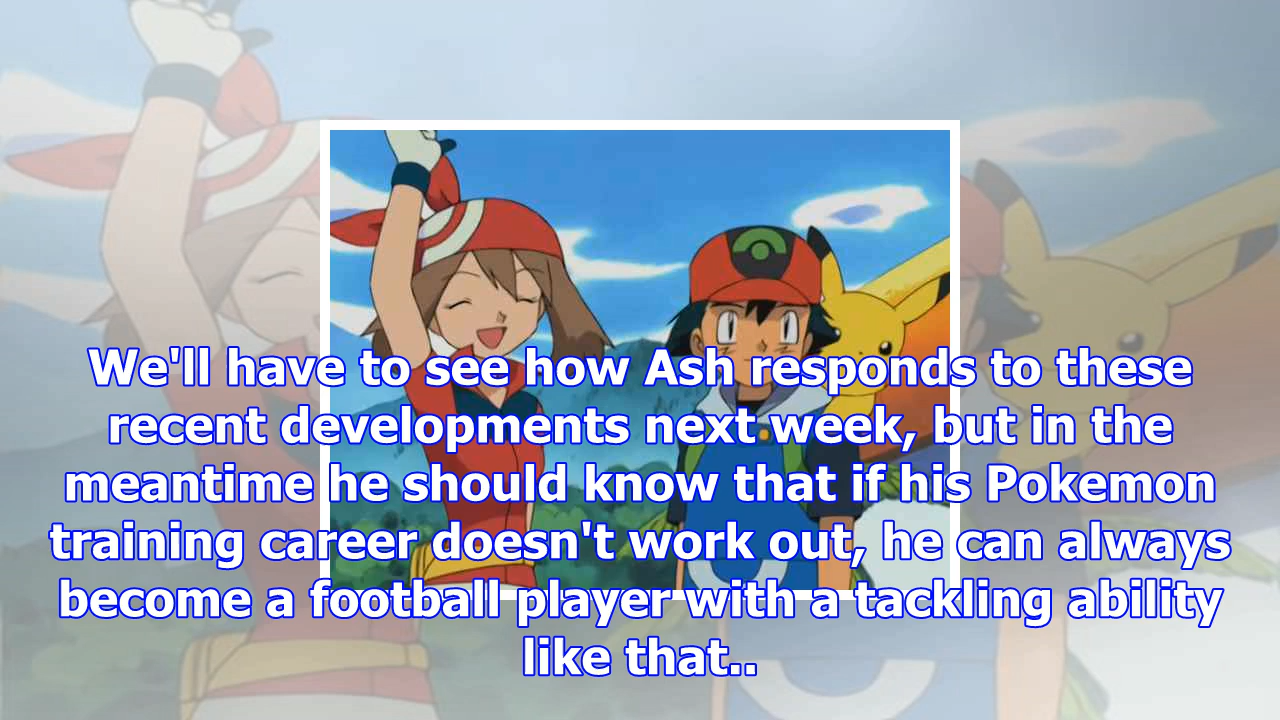 We'll have to see how Ash responds to these
recent developments next week, but in the
meantime he should know that if his Pokemon
training career doesn't work out, he can always
become a football player with a tackling ability
like that..